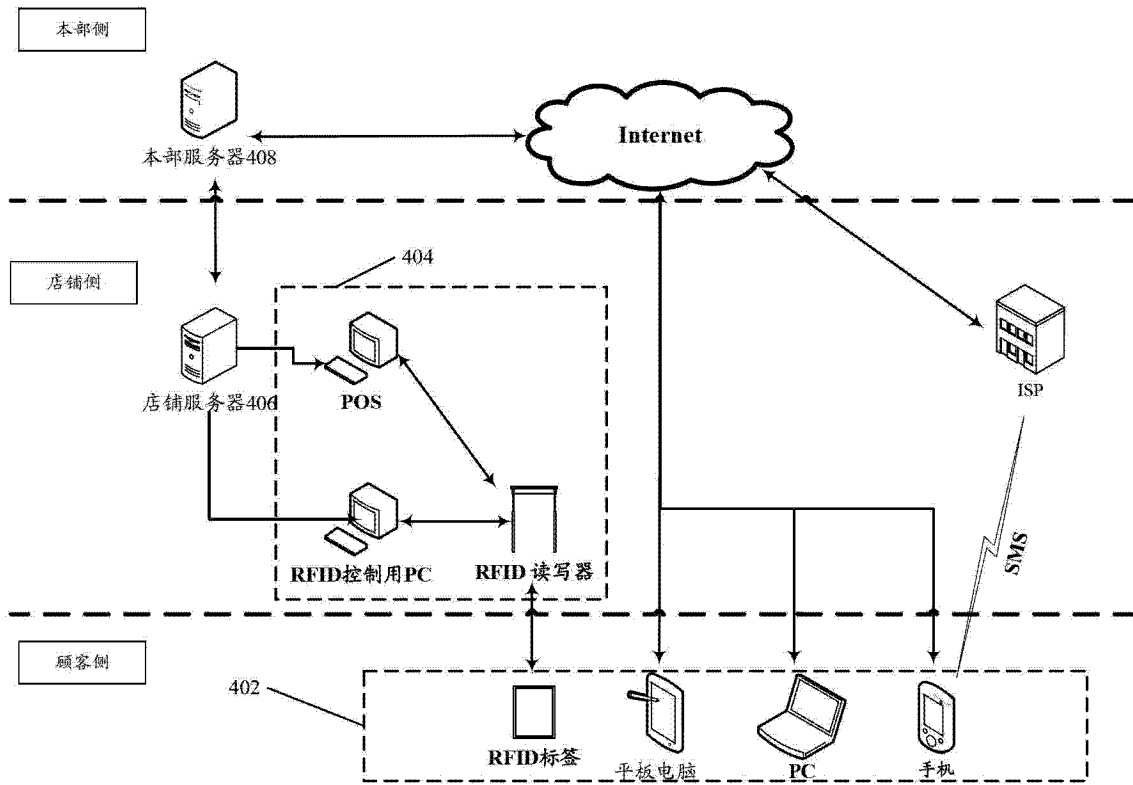 本部侧
Internet
本部服务器408
店铺侧
404
店铺服务器406
POS
ISP
RFID控制用PC
RFID 读写器
SMS
顾客侧
402
RFID标签
平板电脑
PC
手机